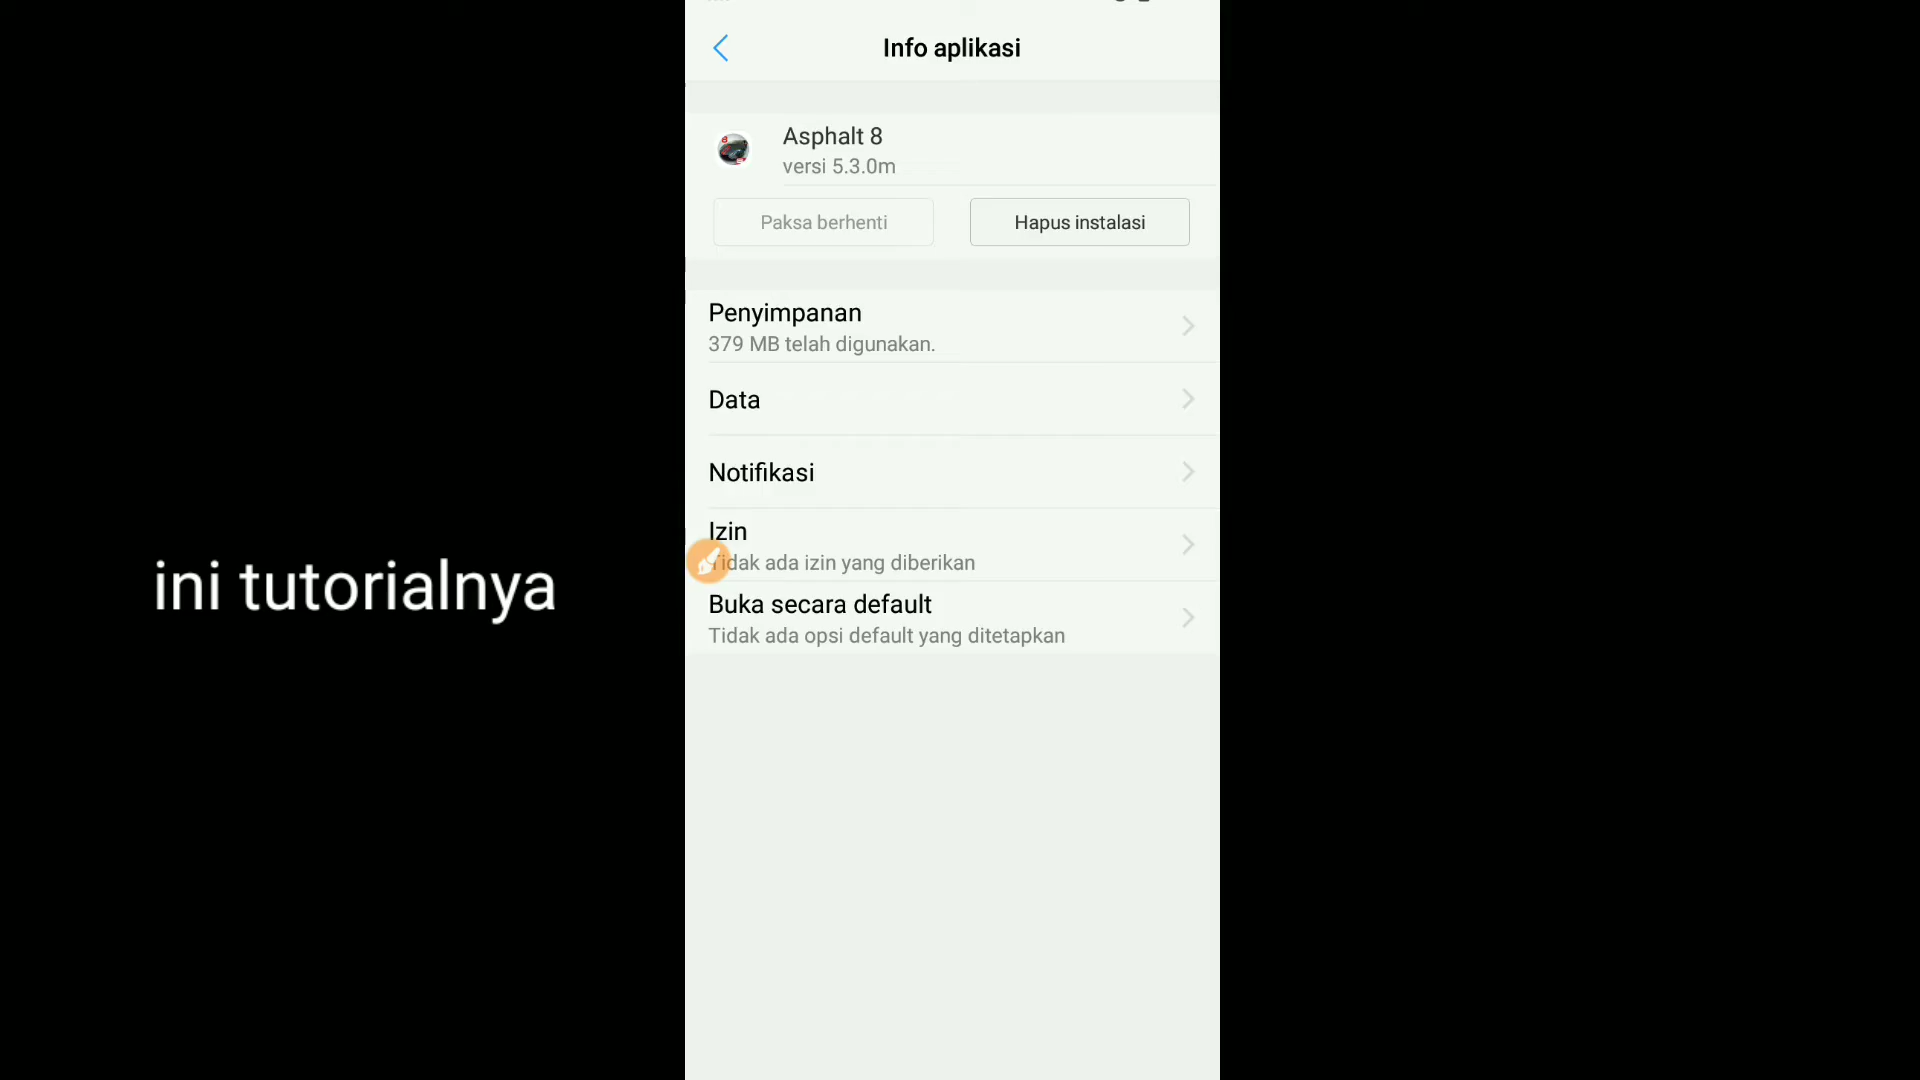 Info aplikasi
Asphalt 8
versi 5.3.0m
Paksa berhenti
Hapus instalasi
Penyimpanan
379 MB telah digunakan.
Data
Notifikasi
Izin
Tidak ada izin yang diberikan
ini tutorialnya
Buka secara default
Tidak ada opsi default yang ditetapkan